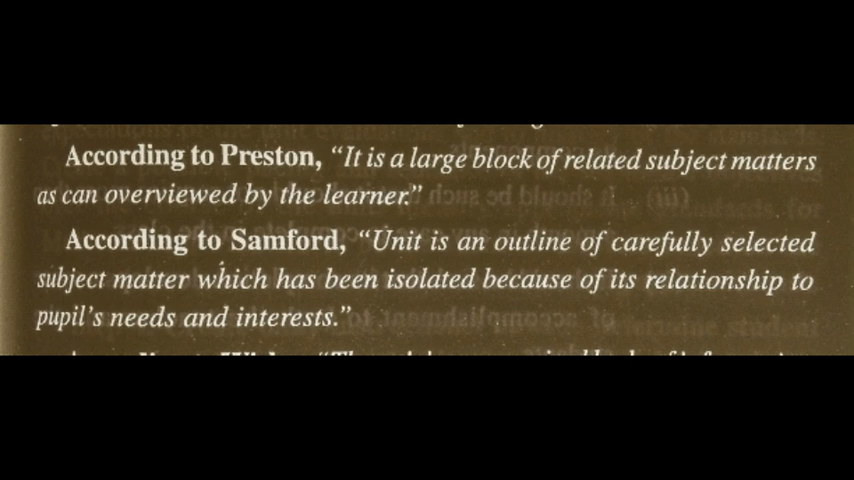 According to Preston, "It is a large block of related subject matters
as can overviewed by the learner."
According to Samford, "Unit is an outline of carefully selected
subject matter which has been isolated because of its relationship to
pupil's needs and interests."